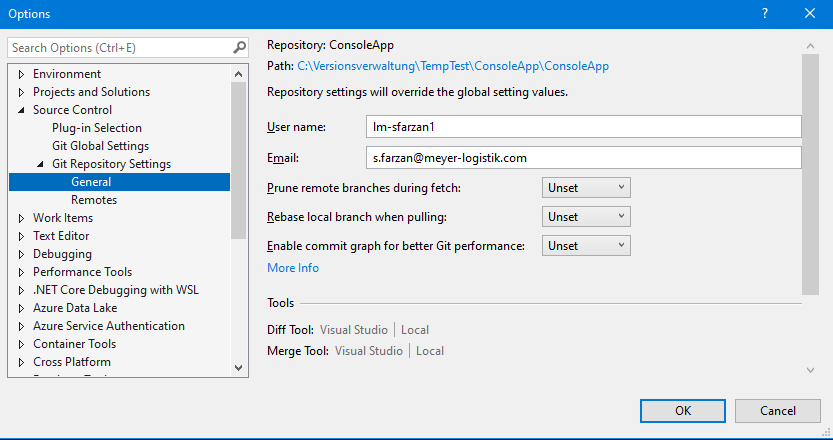 Options
?
Search Options (Ctrl+E)
Environment
Projects and Solutions
Source Control
Plug-in Selection
Git Global Settings
Git Repository Settings
General
Remotes
Work Items
Text Editor
Debugging
Performance Tools
.NET Core Debugging with WSL
Azure Data Lake
Azure Service Authentication
Container Tools
Cross Platform
Repository: ConsoleApp
Path: C:\Versionsverwaltung\TempTest\ConsoleApp\ConsoleApp
Repository settings will override the global setting values.
User name: lm-sfarzan1
Email: s.farzan@meyer-logistik.com
Prune remote branches during fetch: Unset
Rebase local branch when pulling: Unset
Enable commit graph for better Git performance: Unset
More Info
Tools
Diff Tool: Visual Studio | Local
Merge Tool: Visual Studio | Local
OK Cancel